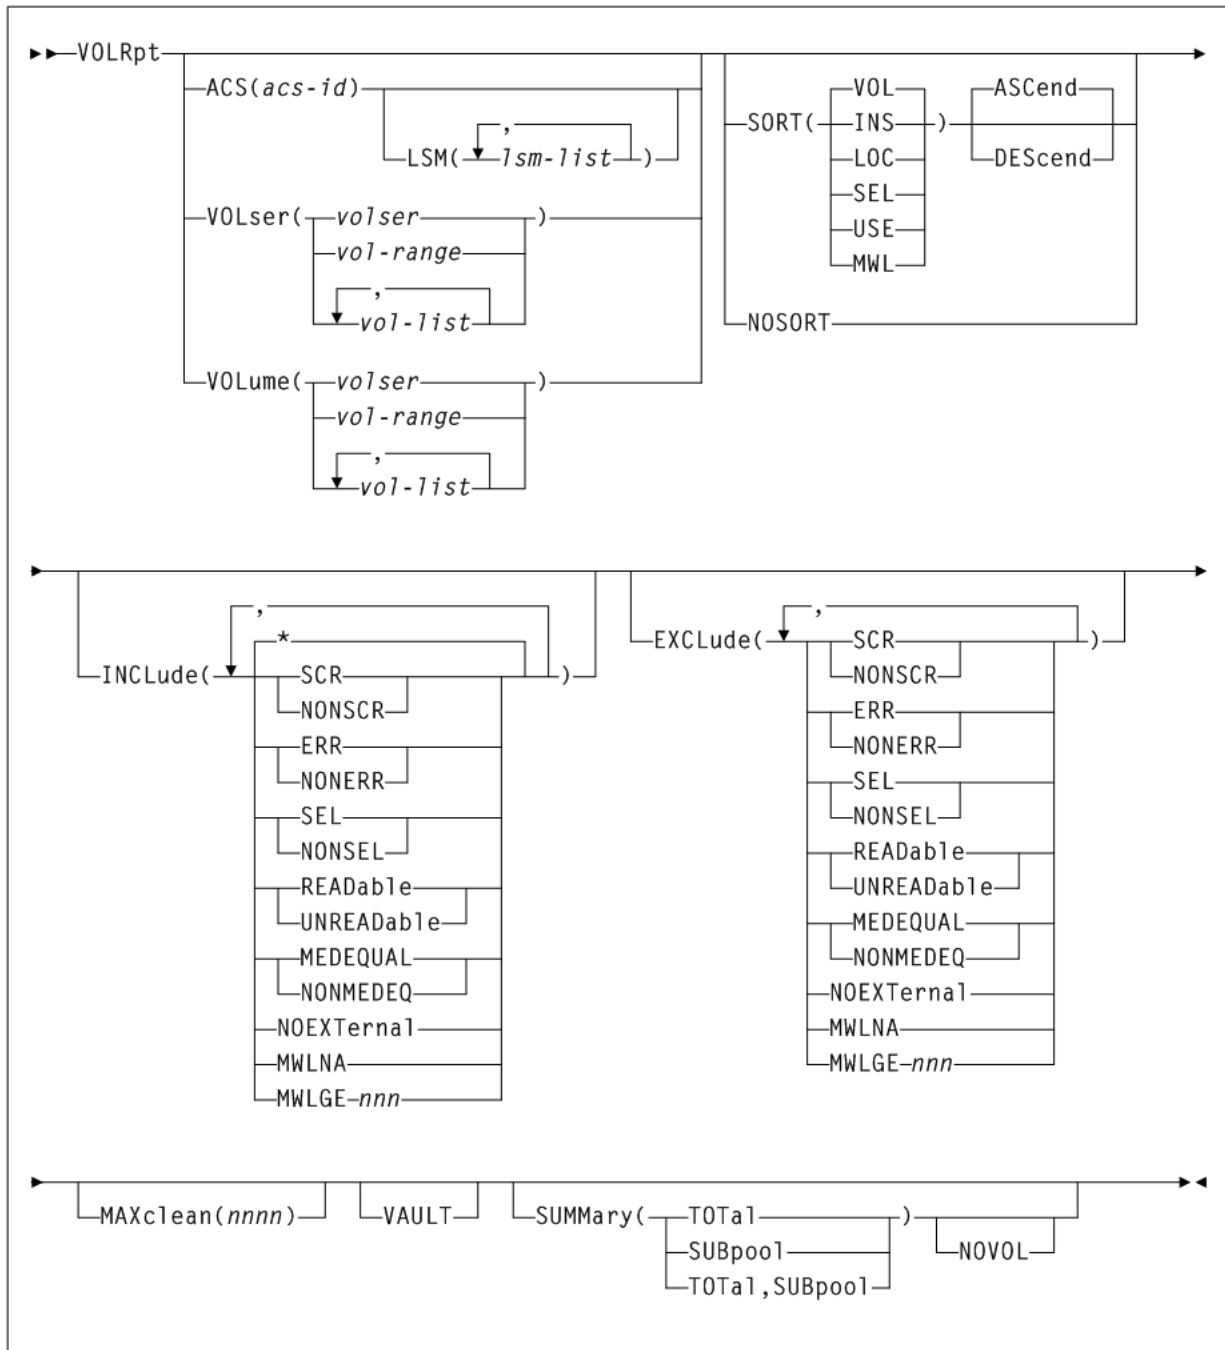 VOLRpt
ACS(acs-id)
LSM(
,
lsm-list
)
VOLser(
volser
vol-range
,
vol-list
)
VOLume(
volser
vol-range
,
vol-list
)
SORT(
VOL
INS
LOC
SEL
USE
MWL
)
ASCend
DEScend
NOSORT
INCLude(
,
*
SCR
NONSCR
ERR
NONERR
SEL
NONSEL
READable
UNREADable
MEDEQUAL
NONMEDEQ
NOEXTernal
MWLNA
MWLGE nnn
)
EXCLude(
,
SCR
NONSCR
ERR
NONERR
SEL
NONSEL
READable
UNREADable
MEDEQUAL
NONMEDEQ
NOEXTernal
MWLNA
MWLGE nnn
)
MAXclean(nnnn)
VAULT
SUMMary(
TOTal
SUBpool
TOTal,SUBpool
)
NOVOL